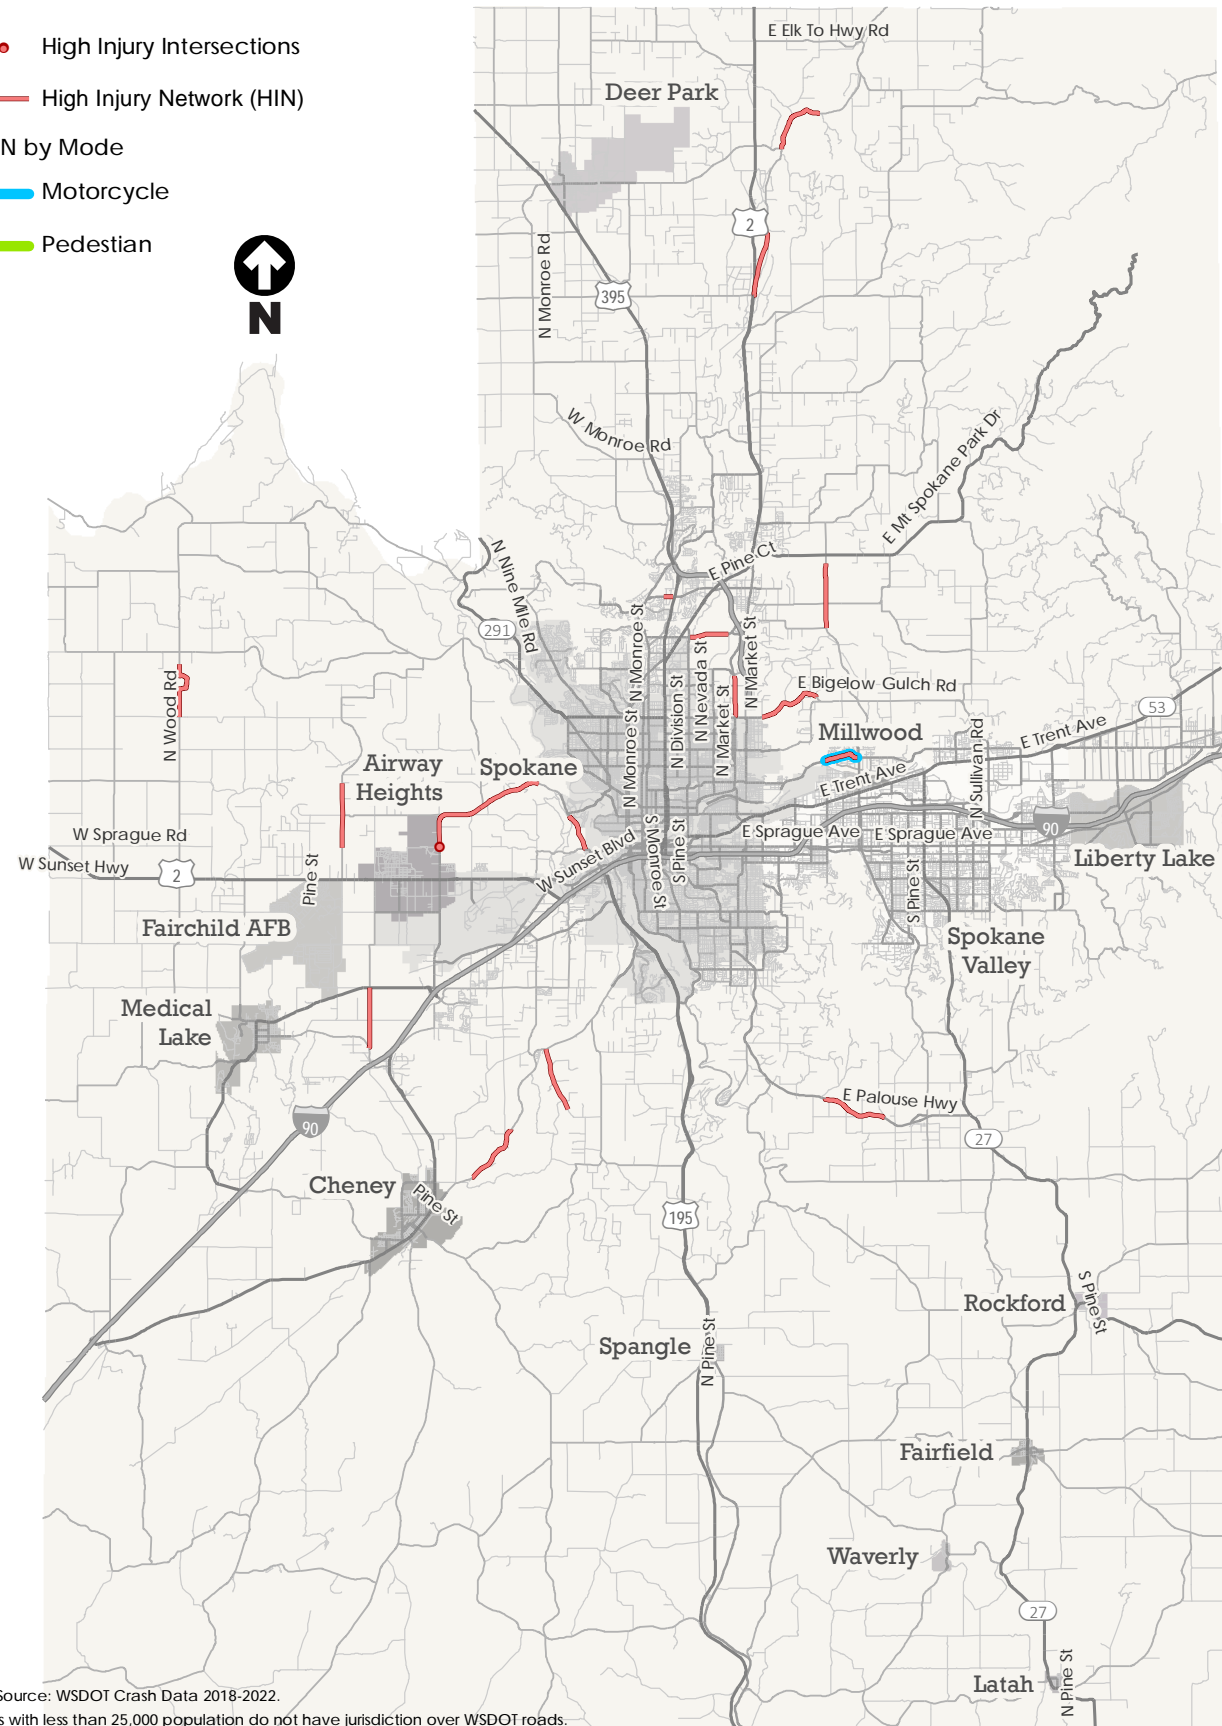 High Injury Intersections
High Injury Network (HIN)
N by Mode
Motorcycle
Pedestian
N
E Elk To Hwy Rd
Deer Park
2
N Monroe Rd
395
W Monroe Rd
E Mt Spokane Park Dr
E Pine Ct
N Nine Mile Rd
291
N Monroe St
N Market St
N Nevada St
N Division St
N Market St
N Monroe St
E Bigelow Gulch Rd
N Wood Rd
53
Millwood
E Trent Ave
N Sullivan Rd
Airway
Heights
Spokane
E Trent Ave
W Sprague Rd
W Sunset Hwy
2
Pine St
W Sunset Blvd
S Monroe St
S Pine St
E Sprague Ave
E Sprague Ave
90
Liberty Lake
S Pine St
Fairchild AFB
Spokane
Valley
Medical
Lake
90
E Palouse Hwy
27
Cheney
Pine St
195
Rockford
S Pine St
Spangle
N Pine St
Fairfield
Waverly
27
Latah
N Pine St
Source: WSDOT Crash Data 2018-2022.
s with less than 25,000 population do not have jurisdiction over WSDOT roads.